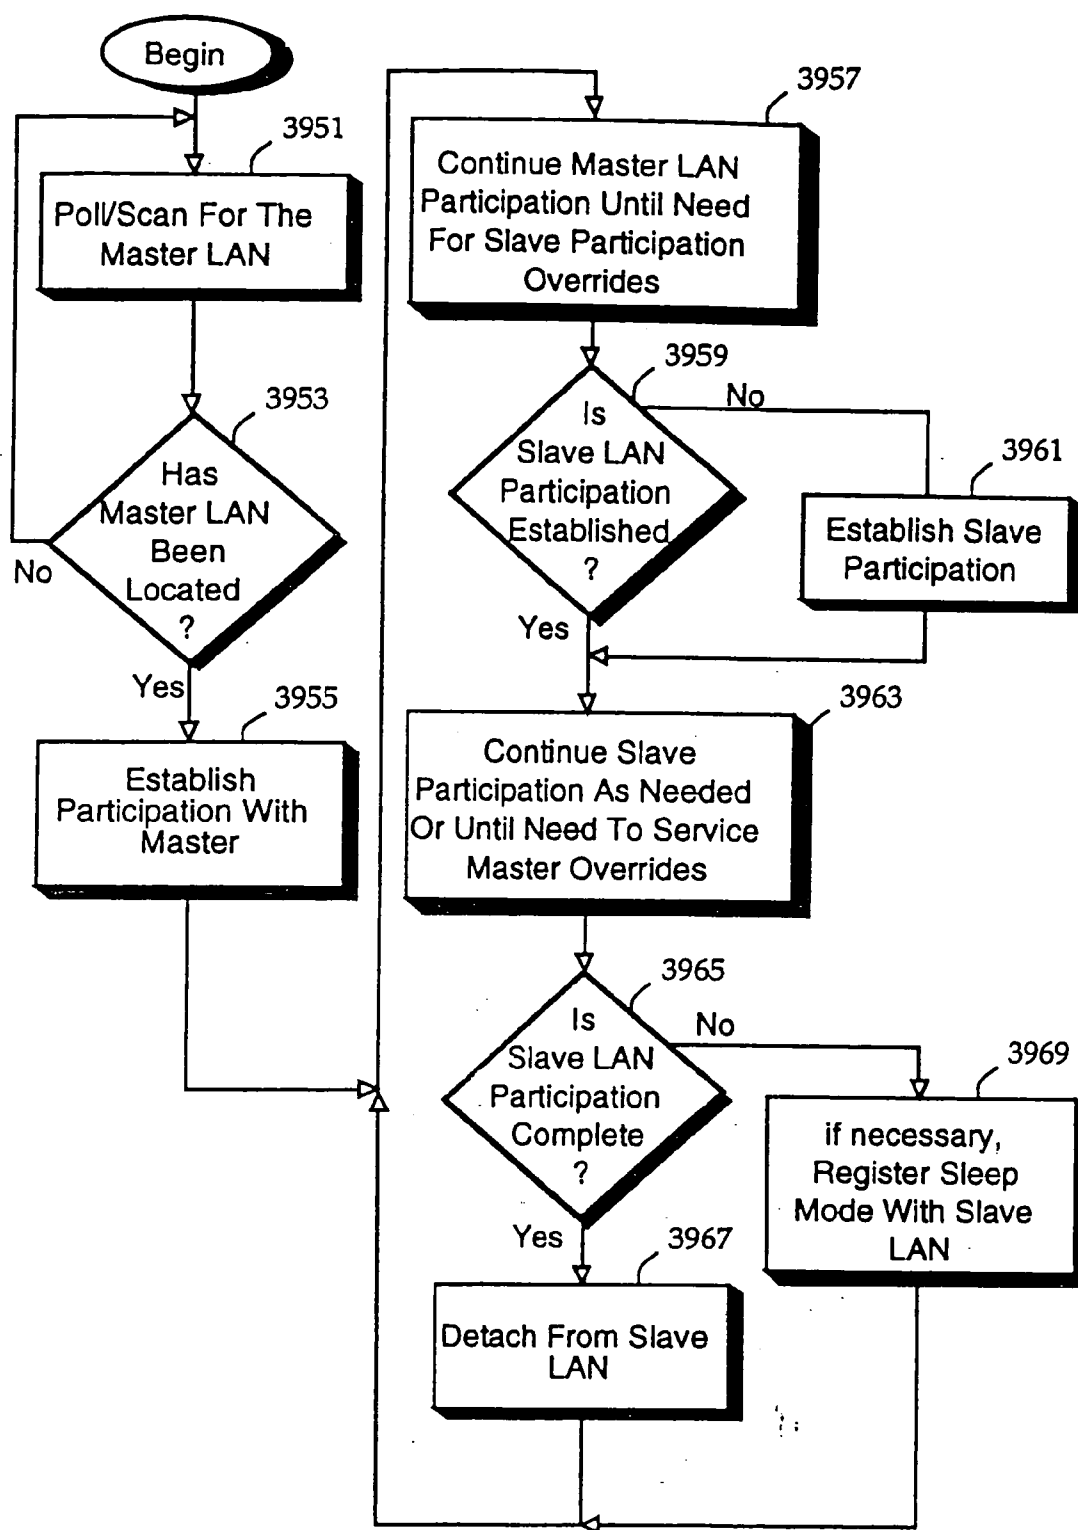 Begin
3951
Poll/Scan For The
Master LAN
3953
Has
Master LAN
Been
Located
?
No
Yes
3955
Establish
Participation With
Master
3957
Continue Master LAN
Participation Until Need
For Slave Participation
Overrides
3959
Is
Slave LAN
Participation
Established
?
No
Yes
3961
Establish Slave
Participation
3963
Continue Slave
Participation As Needed
Or Until Need To Service
Master Overrides
3965
Is
Slave LAN
Participation
Complete
?
No
Yes
3967
Detach From Slave
LAN
3969
if necessary,
Register Sleep
Mode With Slave
LAN